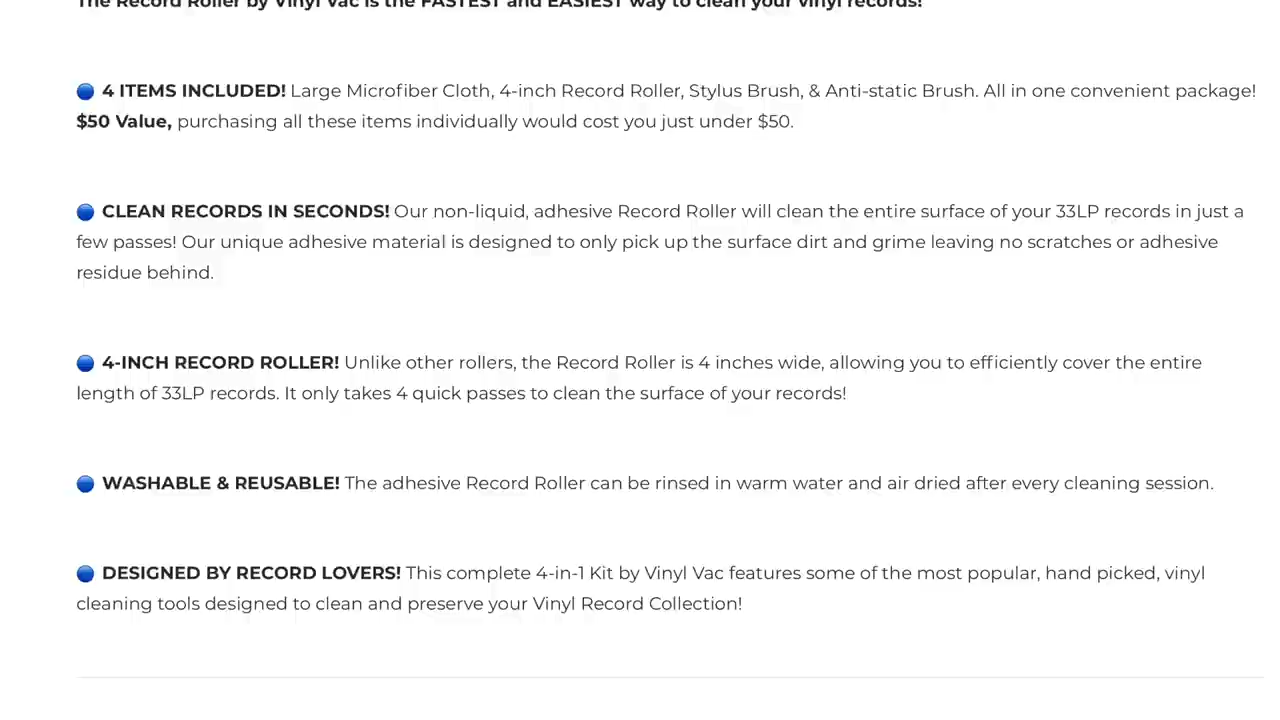 The Record Roller by Vinyl Vac is the FASTEST and EASIEST way to clean your vinyl records!
4 ITEMS INCLUDED! Large Microfiber Cloth, 4-inch Record Roller, Stylus Brush, & Anti-static Brush. All in one convenient package!
$50 Value, purchasing all these items individually would cost you just under $50.
CLEAN RECORDS IN SECONDS! Our non-liquid, adhesive Record Roller will clean the entire surface of your 33LP records in just a
few passes! Our unique adhesive material is designed to only pick up the surface dirt and grime leaving no scratches or adhesive
residue behind.
4-INCH RECORD ROLLER! Unlike other rollers, the Record Roller is 4 inches wide, allowing you to efficiently cover the entire
length of 33LP records. It only takes 4 quick passes to clean the surface of your records!
WASHABLE & REUSABLE! The adhesive Record Roller can be rinsed in warm water and air dried after every cleaning session.
DESIGNED BY RECORD LOVERS! This complete 4-in-1 Kit by Vinyl Vac features some of the most popular, hand picked, vinyl
cleaning tools designed to clean and preserve your Vinyl Record Collection!